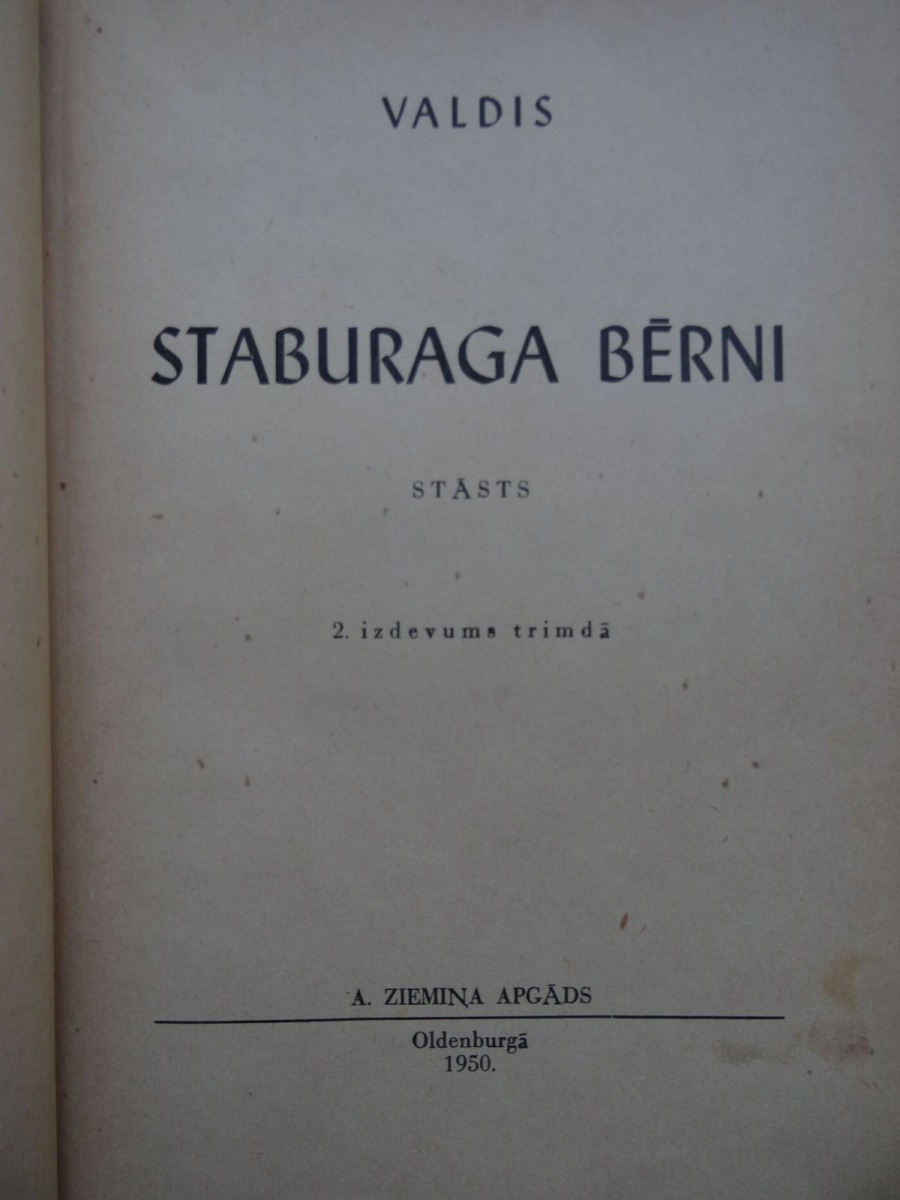 VALDIS
STABURAGA BĒRNI
STĀSTS
2. izdevums trimdā
A. ZIEMIŅA APGĀDS
Oldenburgā
1950.